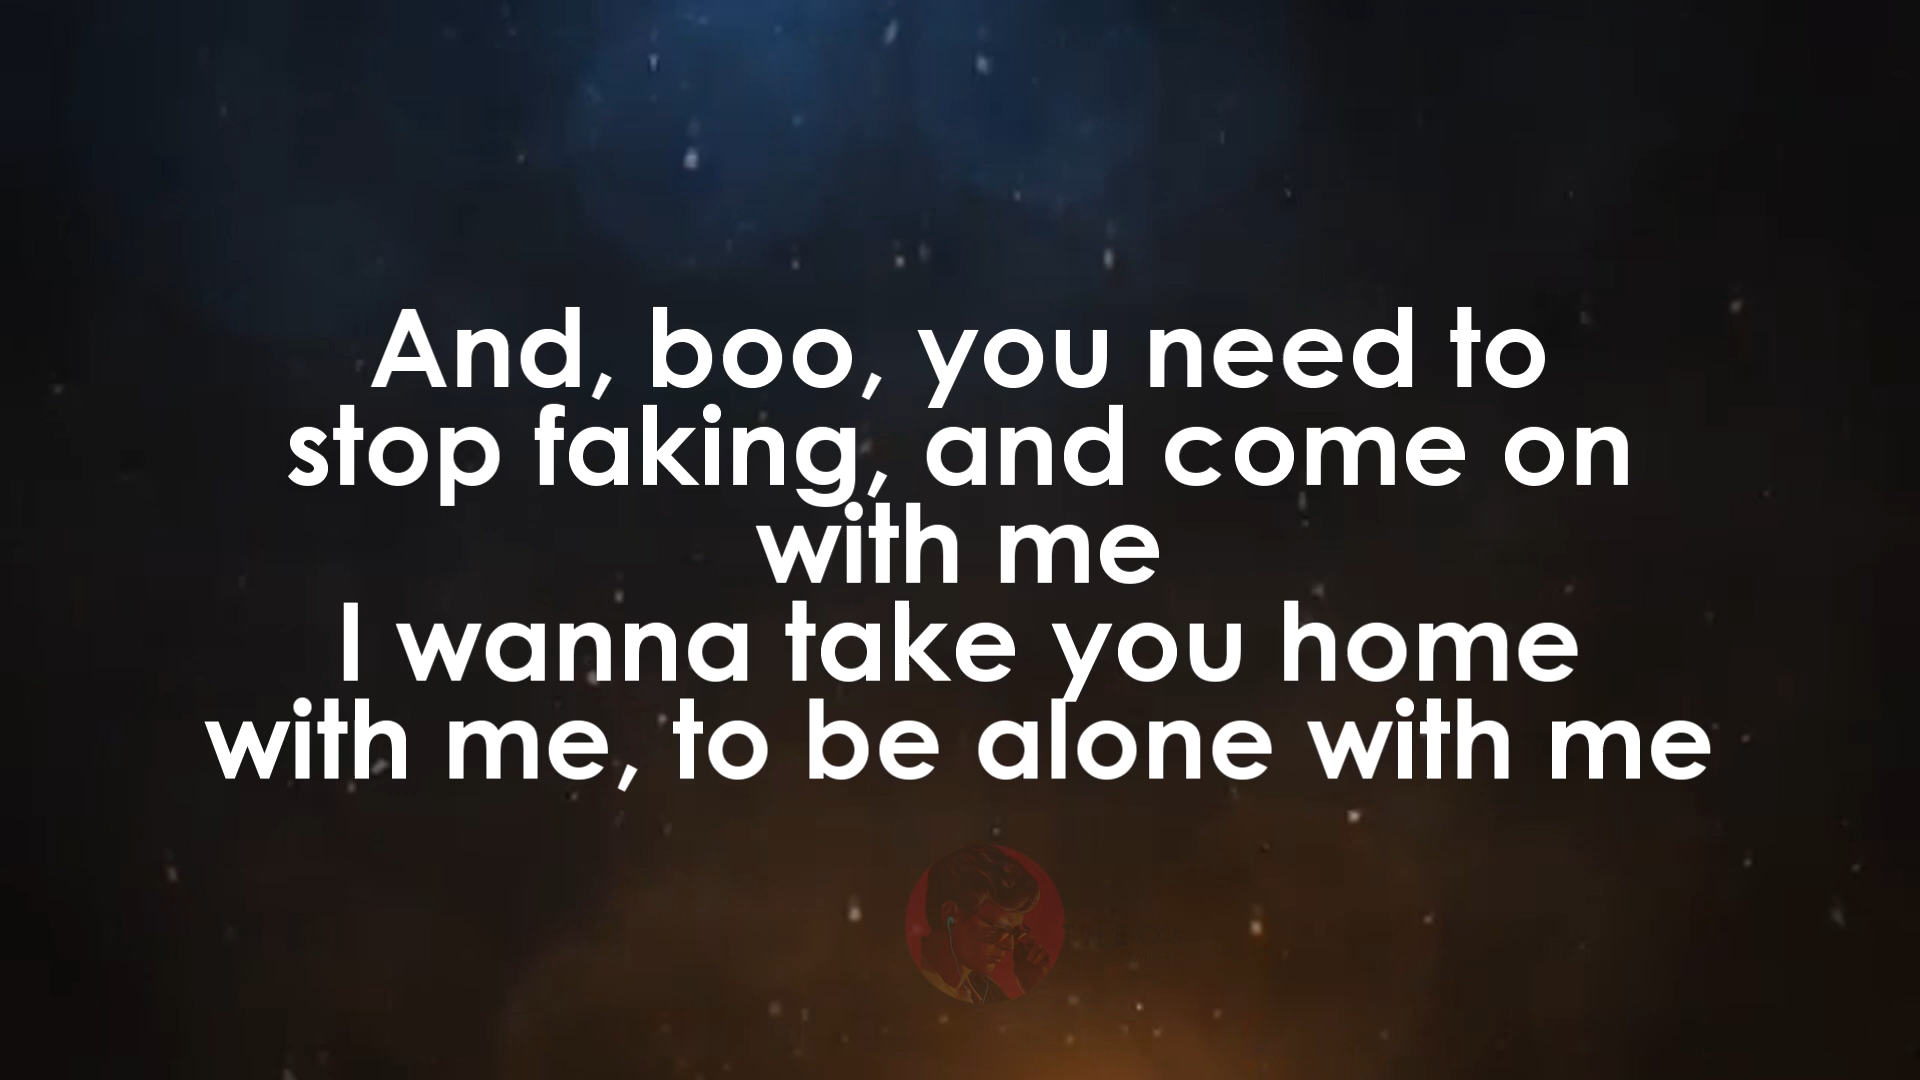 And, boo, you need to
stop faking, and come on
with me
I wanna take you home
with me, to be alone with me